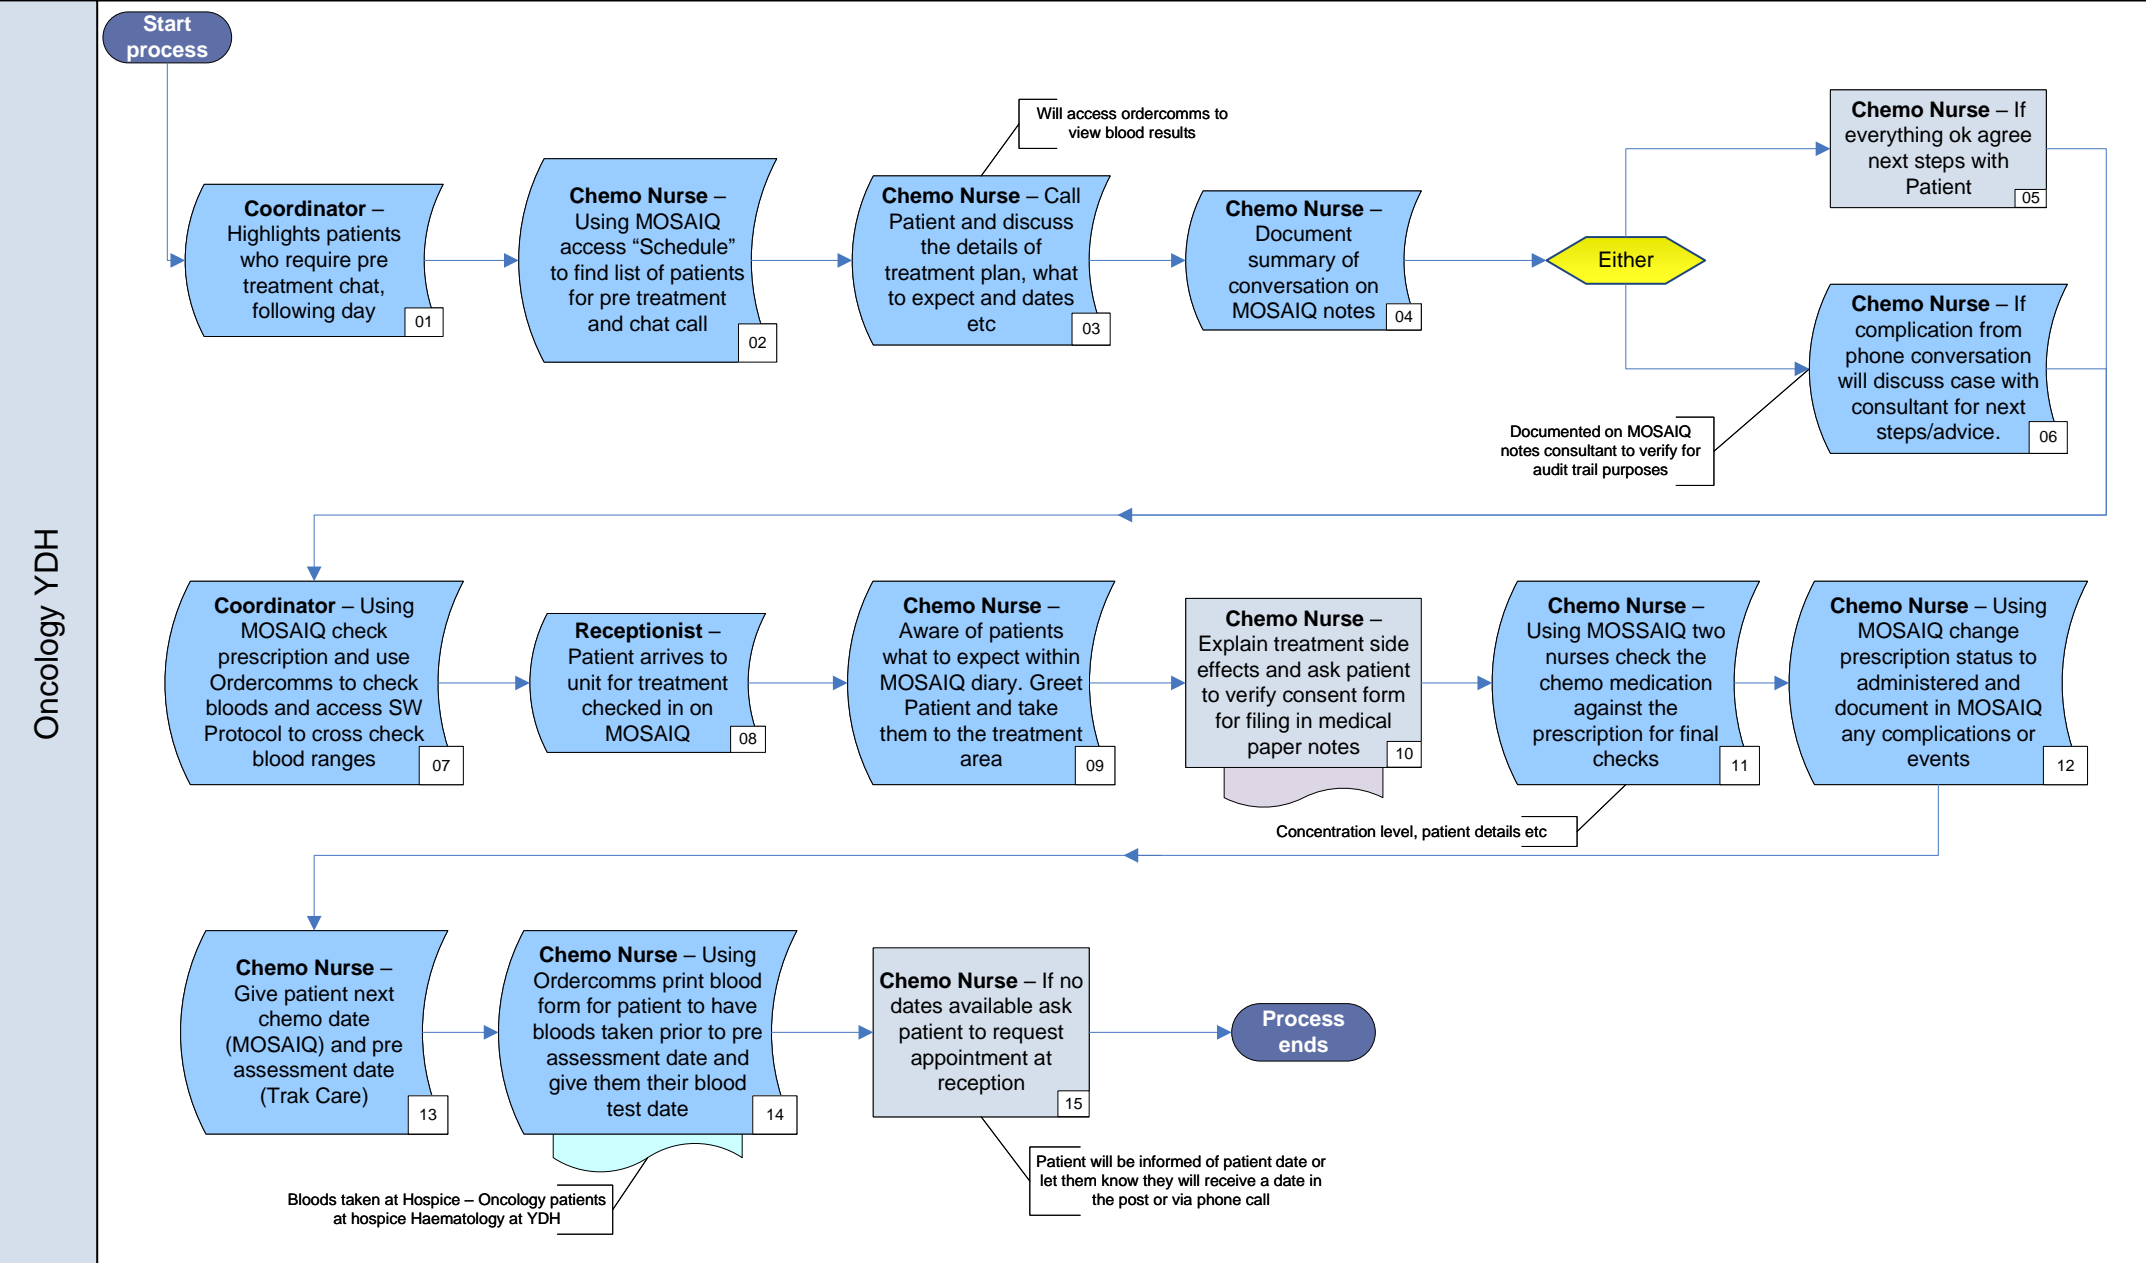 Oncology YDH
Start
process
Coordinator –
Highlights patients
who require pre
treatment chat,
following day
01
Chemo Nurse –
Using MOSAIQ
access “Schedule”
to find list of patients
for pre treatment
and chat call
02
Will access ordercomms to
view blood results
Chemo Nurse – Call
Patient and discuss
the details of
treatment plan, what
to expect and dates
etc
03
Chemo Nurse –
Document
summary of
conversation on
MOSAIQ notes
04
Either
Chemo Nurse – If
everything ok agree
next steps with
Patient
05
Chemo Nurse – If
complication from
phone conversation
will discuss case with
consultant for next
steps/advice.
06
Documented on MOSAIQ
notes consultant to verify for
audit trail purposes
Coordinator – Using
MOSAIQ check
prescription and use
Ordercomms to check
bloods and access SW
Protocol to cross check
blood ranges
07
Receptionist –
Patient arrives to
unit for treatment
checked in on
MOSAIQ
08
Chemo Nurse –
Aware of patients
what to expect within
MOSAIQ diary. Greet
Patient and take
them to the treatment
area
09
Chemo Nurse –
Explain treatment side
effects and ask patient
to verify consent form
for filing in medical
paper notes
10
Chemo Nurse –
Using MOSSAIQ two
nurses check the
chemo medication
against the
prescription for final
checks
11
Concentration level, patient details etc
Chemo Nurse – Using
MOSAIQ change
prescription status to
administered and
document in MOSAIQ
any complications or
events
12
Chemo Nurse –
Give patient next
chemo date
(MOSAIQ) and pre
assessment date
(Trak Care)
13
Chemo Nurse – Using
Ordercomms print blood
form for patient to have
bloods taken prior to pre
assessment date and
give them their blood
test date
14
Bloods taken at Hospice – Oncology patients
at hospice Haematology at YDH
Chemo Nurse – If no
dates available ask
patient to request
appointment at
reception
15
Patient will be informed of patient date or
let them know they will receive a date in
the post or via phone call
Process
ends